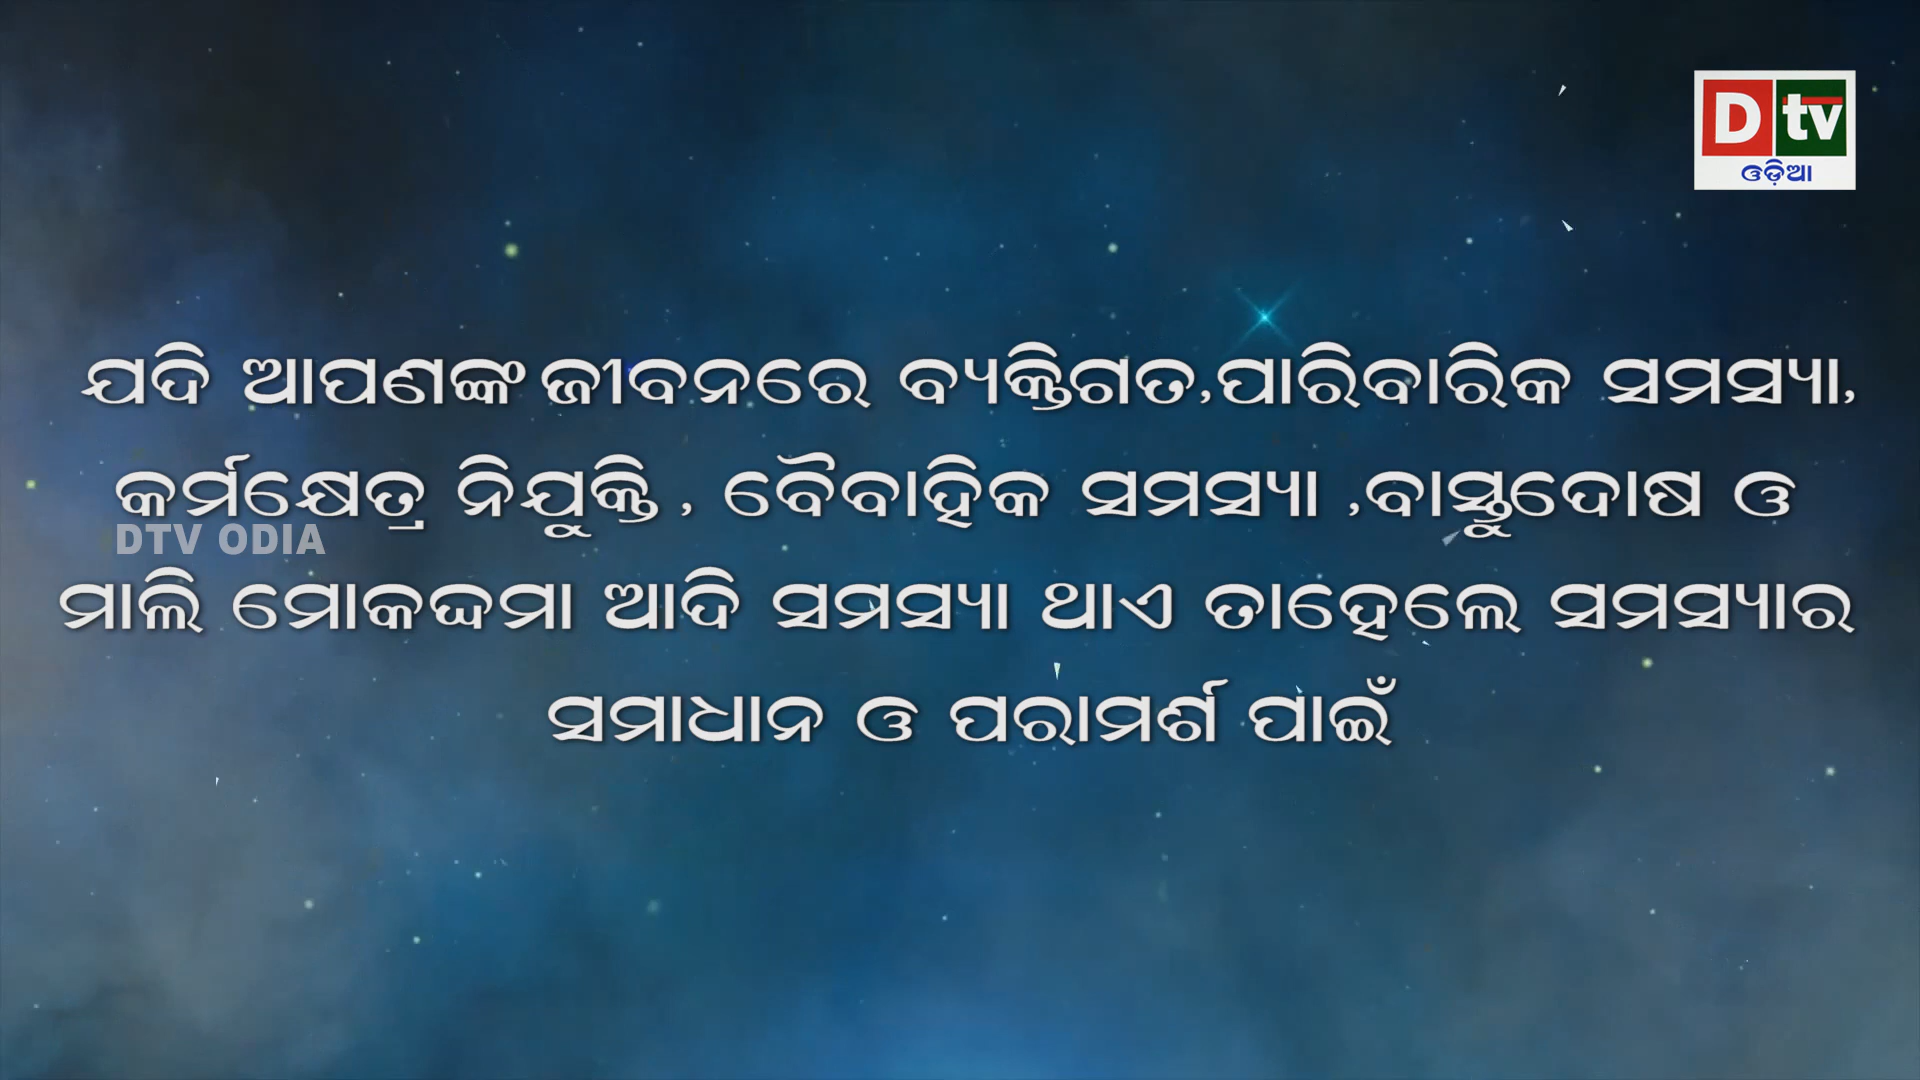 Dtv
ଓଡ଼ିଆ
ଯଦି ଆପଣଙ୍କ ଜୀବନରେ ବ୍ୟକ୍ତିଗତ,ପାରିବାରିକ ସମସ୍ୟା,
କର୍ମକ୍ଷେତ୍ର ନିଯୁକ୍ତି , ବୈବାହିକ ସମସ୍ୟା ,ବାସ୍ତୁଦୋଷ ଓ
DTV ODIA
ମାଲି ମୋକଦ୍ଦମା ଆଦି ସମସ୍ୟା ଥାଏ ତାହେଲେ ସମସ୍ୟାର
ସମାଧାନ ଓ ପରାମର୍ଶ ପାଇଁ